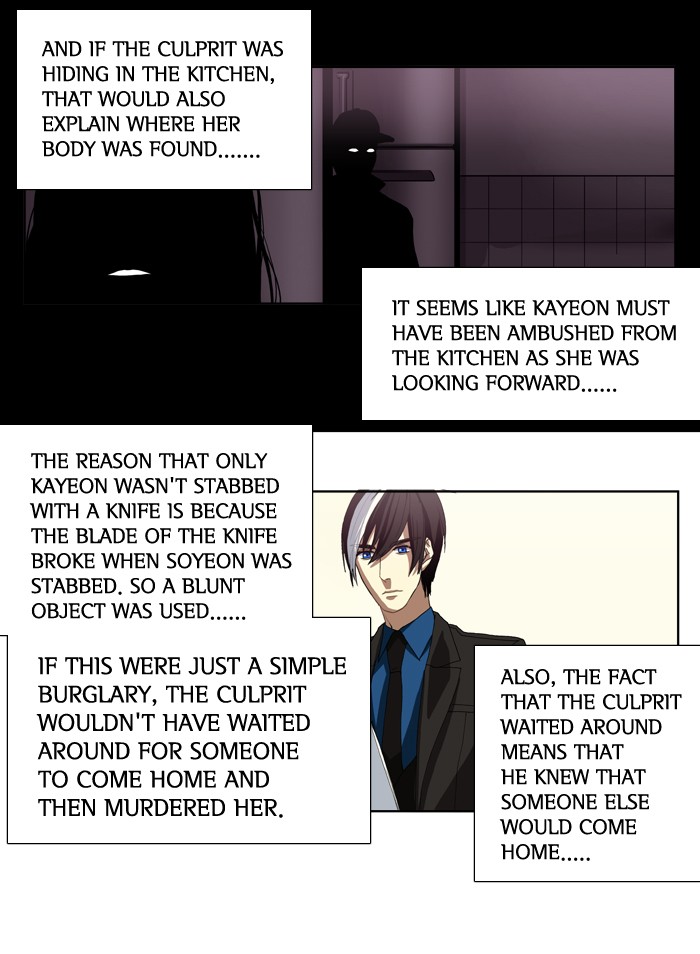 AND IF THE CULPRIT WAS
HIDING IN THE KITCHEN,
THAT WOULD ALSO
EXPLAIN WHERE HER
BODY WAS FOUND.......
IT SEEMS LIKE KAYEON MUST
HAVE BEEN AMBUSHED FROM
THE KITCHEN AS SHE WAS
LOOKING FORWARD......
THE REASON THAT ONLY
KAYEON WASN'T STABBED
WITH A KNIFE IS BECAUSE
THE BLADE OF THE KNIFE
BROKE WHEN SOYEON WAS
STABBED. SO A BLUNT
OBJECT WAS USED......
IF THIS WERE JUST A SIMPLE
BURGLARY, THE CULPRIT
WOULDN'T HAVE WAITED
AROUND FOR SOMEONE
TO COME HOME AND
THEN MURDERED HER.
ALSO, THE FACT
THAT THE CULPRIT
WAITED AROUND
MEANS THAT
HE KNEW THAT
SOMEONE ELSE
WOULD COME
HOME.....